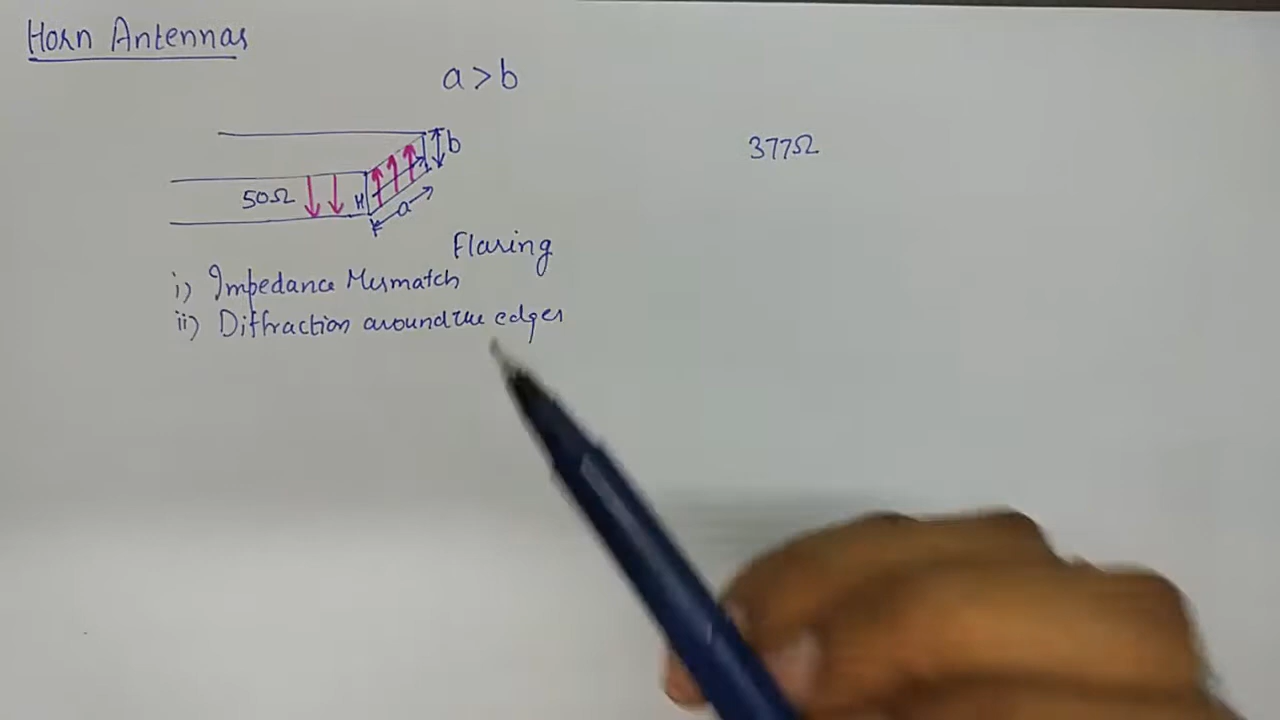 Horn Antennas
a > b
b
377Ω
50Ω
H
a
Flaring
i) Impedance Mismatch
ii) Diffraction around the edges